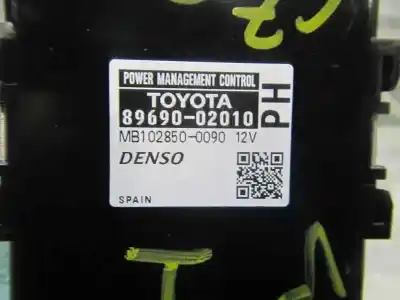 POWER MANAGEMENT CONTROL
TOYOTA
89690-02010
PH
MB102850-0090 12V
DENSO
SPAIN